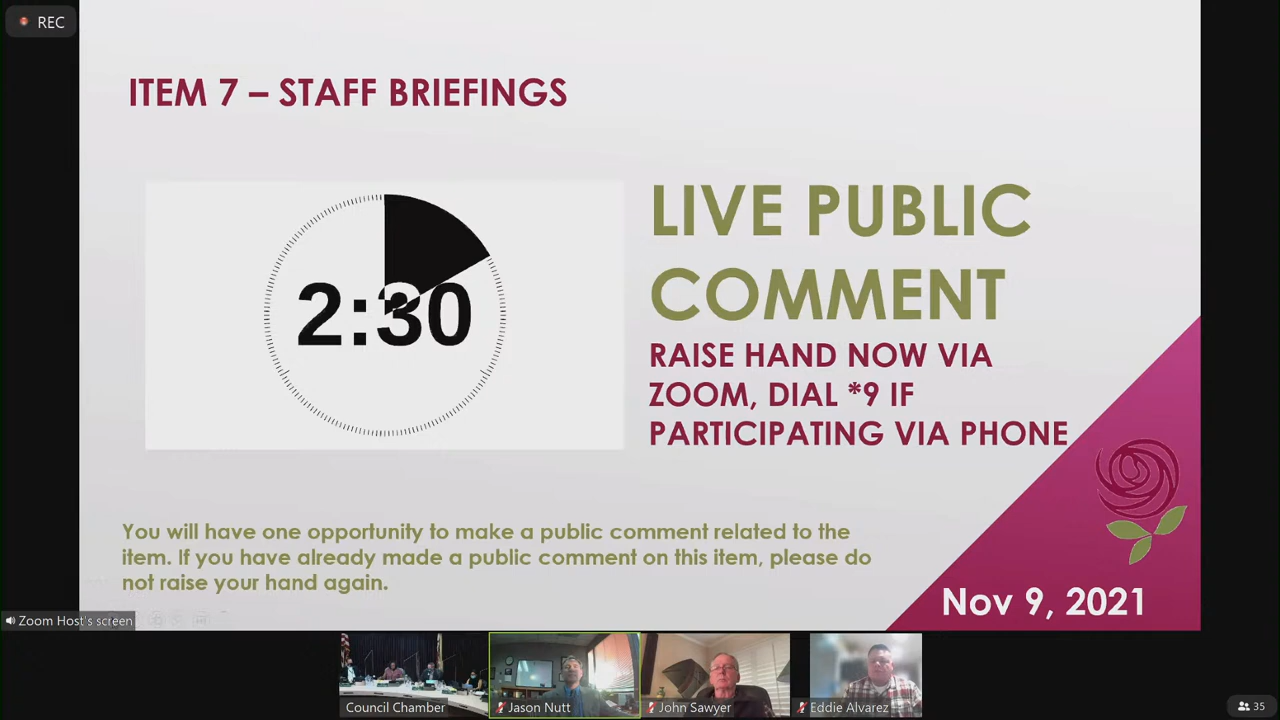 REC
ITEM 7 – STAFF BRIEFINGS
2:30
LIVE PUBLIC
COMMENT
RAISE HAND NOW VIA
ZOOM, DIAL *9 IF
PARTICIPATING VIA PHONE
You will have one opportunity to make a public comment related to the
item. If you have already made a public comment on this item, please do
not raise your hand again.
Nov 9, 2021
Zoom Host's screen
Council Chamber
Jason Nutt
John Sawyer
Eddie Alvarez
35